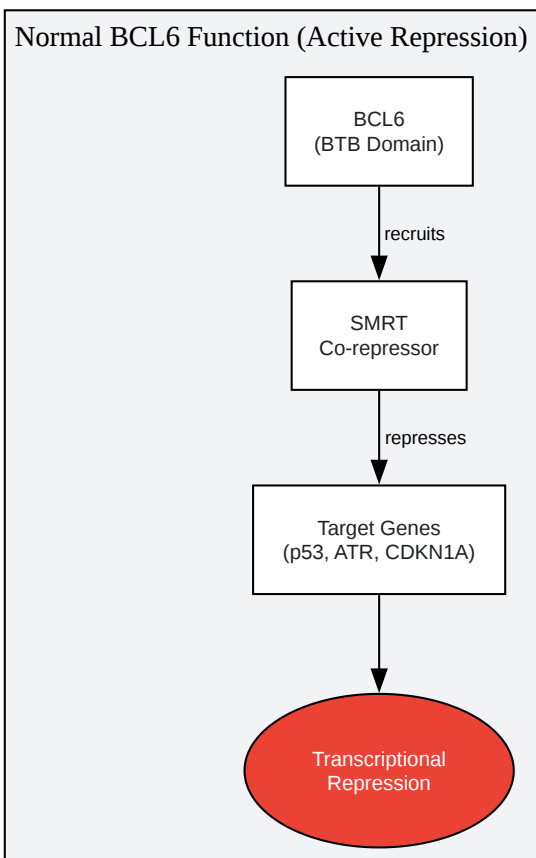 Normal BCL6 Function (Active Repression)
BCL6
(BTB Domain)
recruits
SMRT
Co-repressor
represses
Target Genes
(p53, ATR, CDKN1A)
Transcriptional
Repression